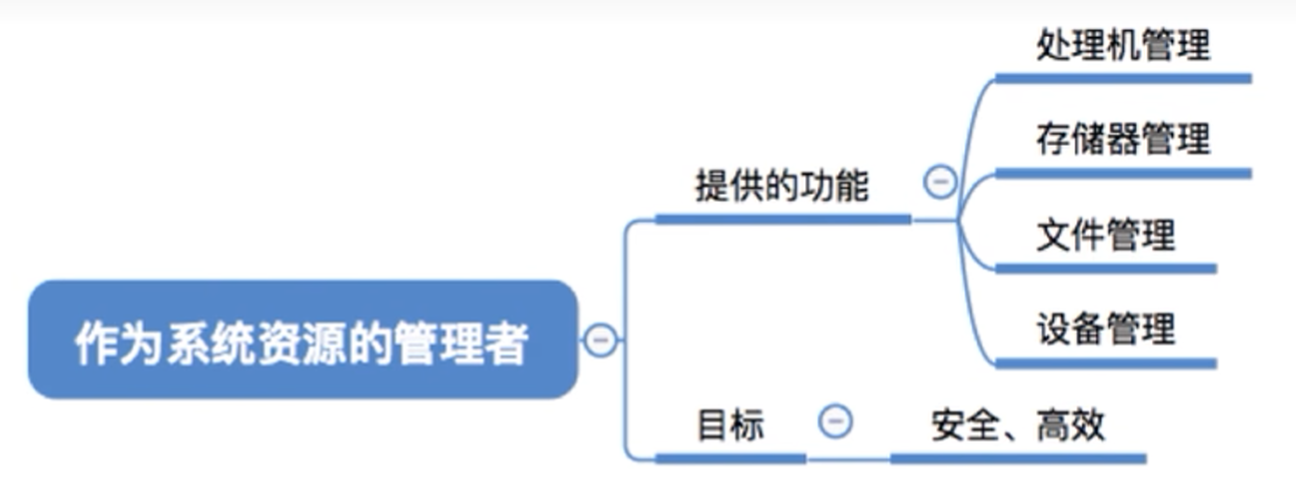 作为系统资源的管理者
提供的功能
处理机管理
存储器管理
文件管理
设备管理
目标
安全、高效